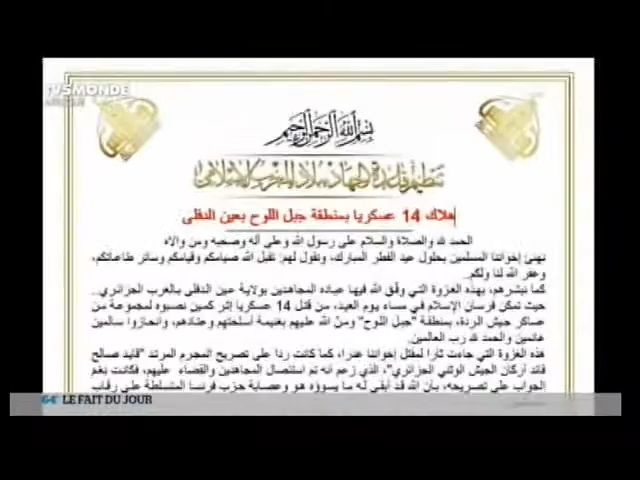 TV5MONDE
AFRIQUE
بسم الله الرحمن الرحيم
تنظيم قاعدة الجهاد ببلاد المغرب الإسلامي
هلاك 14 عسكريا بمنطقة جبل اللوح بعين الدفلى
الحمد لله والصلاة والسلام على رسول الله وعلى آله وصحبه ومن والاه
نهنئ إخواننا المسلمين بحلول عيد الفطر المبارك، ونقول لهم: تقبل الله صيامكم وقيامكم وسائر طاعاتكم،
وغفر الله لنا ولكم.
كما نبشرهم، بهذه الغزوة التي وفّق الله فيها عباده المجاهدين بولاية عين الدفلى بالغرب الجزائري..
حيث تمكن فرسان الإسلام في مساء يوم العيد، من قتل 14 عسكريا إثر كمين نصبوه لمجموعة من
عساكر جيش الردة، بمنطقة "جبل اللوح" ومنّ الله عليهم بغنيمة أسلحتهم وعتادهم، وانحازوا سالمين
غانمين والحمد لله رب العالمين.
هذه الغزوة التي جاءت ثأرا لمقتل إخواننا غدرا، كما كانت ردا على تصريح المجرم المرتد "قايد صالح
قائد أركان الجيش الوثني الجزائري"، الذي زعم أنه تم استئصال المجاهدين والقضاء عليهم، فكانت بنعم
الجواب على تصريحه، بأن الله قد أبقى له ما يسوؤه هو وعصابة حزب فرنسا المتسلطة على رقاب
64' LE FAIT DU JOUR